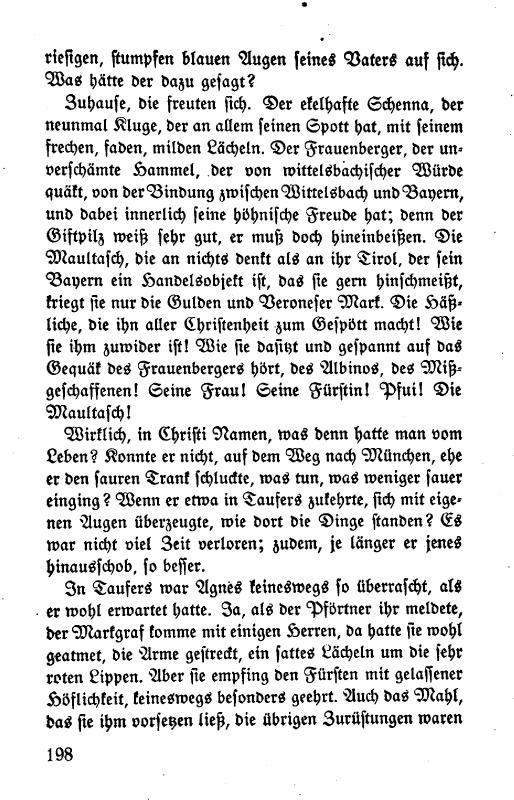 riesigen, stumpfen blauen Augen seines Vaters auf sich.
Was hätte der dazu gesagt?
Zuhause, die freuten sich. Der ekelhafte Schenna, der
neunmal Kluge, der an allem seinen Spott hat, mit seinem
frechen, faden, milden Lächeln. Der Frauenberger, der un-
verschämte Hammel, der von wittelsbachischer Würde
quäkt, von der Bindung zwischen Wittelsbach und Bayern,
und dabei innerlich seine höhnische Freude hat; denn der
Giftpilz weiß sehr gut, er muß doch hineinbeißen. Die
Maultasch, die an nichts denkt als an ihr Tirol, der sein
Bayern ein Handelsobjekt ist, das sie gern hinschmeißt,
kriegt sie nur die Gulden und Veroneser Mark. Die Häß-
liche, die ihn aller Christenheit zum Gespött macht! Wie
sie ihm zuwider ist! Wie sie dasitzt und gespannt auf das
Gequäk des Frauenbergers hört, des Albinos, des Miß-
geschaffenen! Seine Frau! Seine Fürstin! Pfui! Die
Maultasch!
Wirklich, in Christi Namen, was denn hatte man vom
Leben? Konnte er nicht, auf dem Weg nach München, ehe
er den sauren Trank schluckte, was tun, was weniger sauer
einging? Wenn er etwa in Taufers zukehrte, sich mit eige-
nen Augen überzeugte, wie dort die Dinge standen? Es
war nicht viel Zeit verloren; zudem, je länger er jenes
hinausschob, so besser.
In Taufers war Agnes keineswegs so überrascht, als
er wohl erwartet hatte. Ja, als der Pförtner ihr meldete,
der Markgraf komme mit einigen Herren, da hatte sie wohl
geatmet, die Arme gestreckt, ein sattes Lächeln um die sehr
roten Lippen. Aber sie empfing den Fürsten mit gelassener
Höflichkeit, keineswegs besonders geehrt. Auch das Mahl,
das sie ihm vorsetzen ließ, die übrigen Zurüstungen waren
198